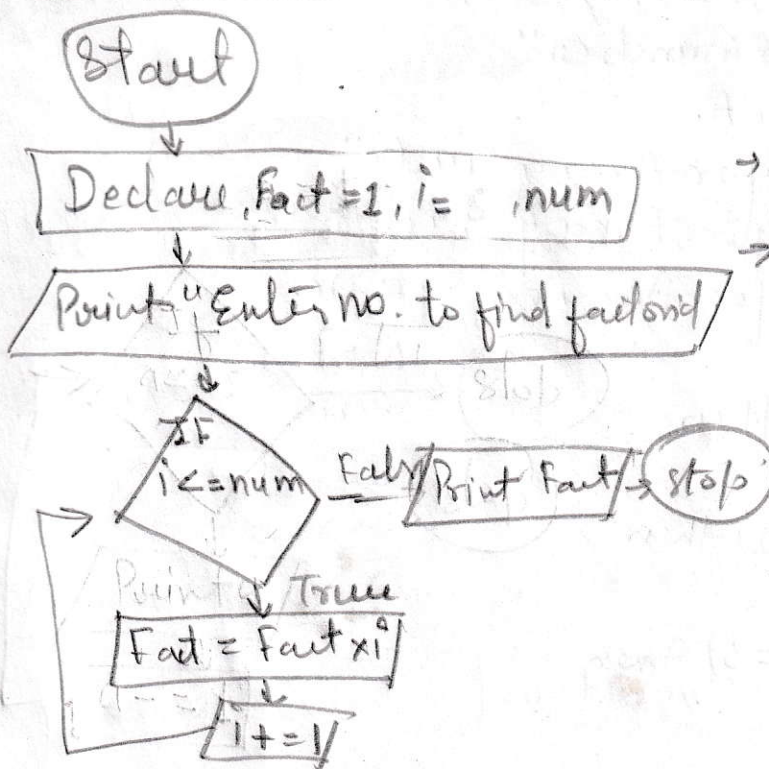 Start
Declare, Fact =1, i= , num
Print "Enter no. to find factorial
IF
i<=num
False
Print Fact
stop
True
Fact = Fact xi
i+=1